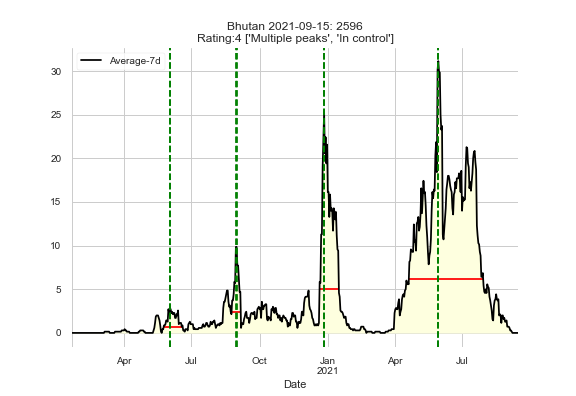 Bhutan 2021-09-15: 2596
Rating:4 ['Multiple peaks', 'In control']
Average-7d
30
25
20
15
10
5
0
Apr
Jul
Oct
Jan
2021
Apr
Jul
Date